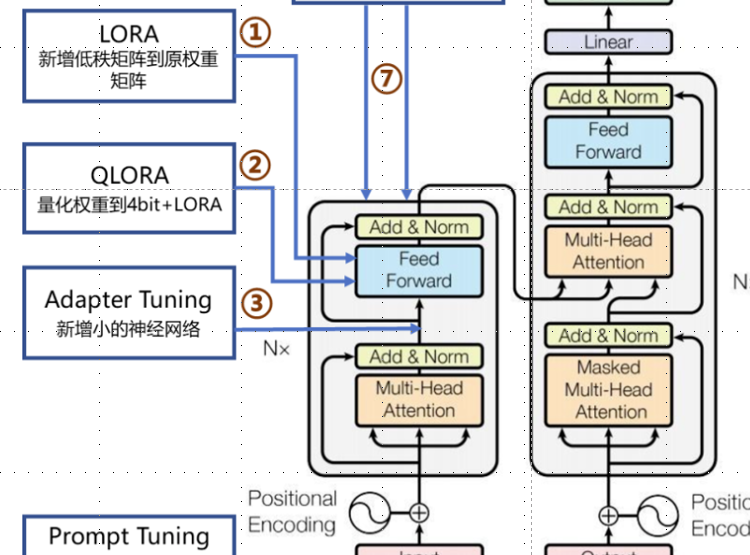 LORA
新增低秩矩阵到原权重
矩阵
①
QLORA
量化权重到4bit+LORA
②
Adapter Tuning
新增小的神经网络
③
Prompt Tuning
⑦
Add & Norm
Feed
Forward
N×
Add & Norm
Multi-Head
Attention
Positional
Encoding
Linear
Add & Norm
Feed
Forward
Add & Norm
Multi-Head
Attention
N
Add & Norm
Masked
Multi-Head
Attention